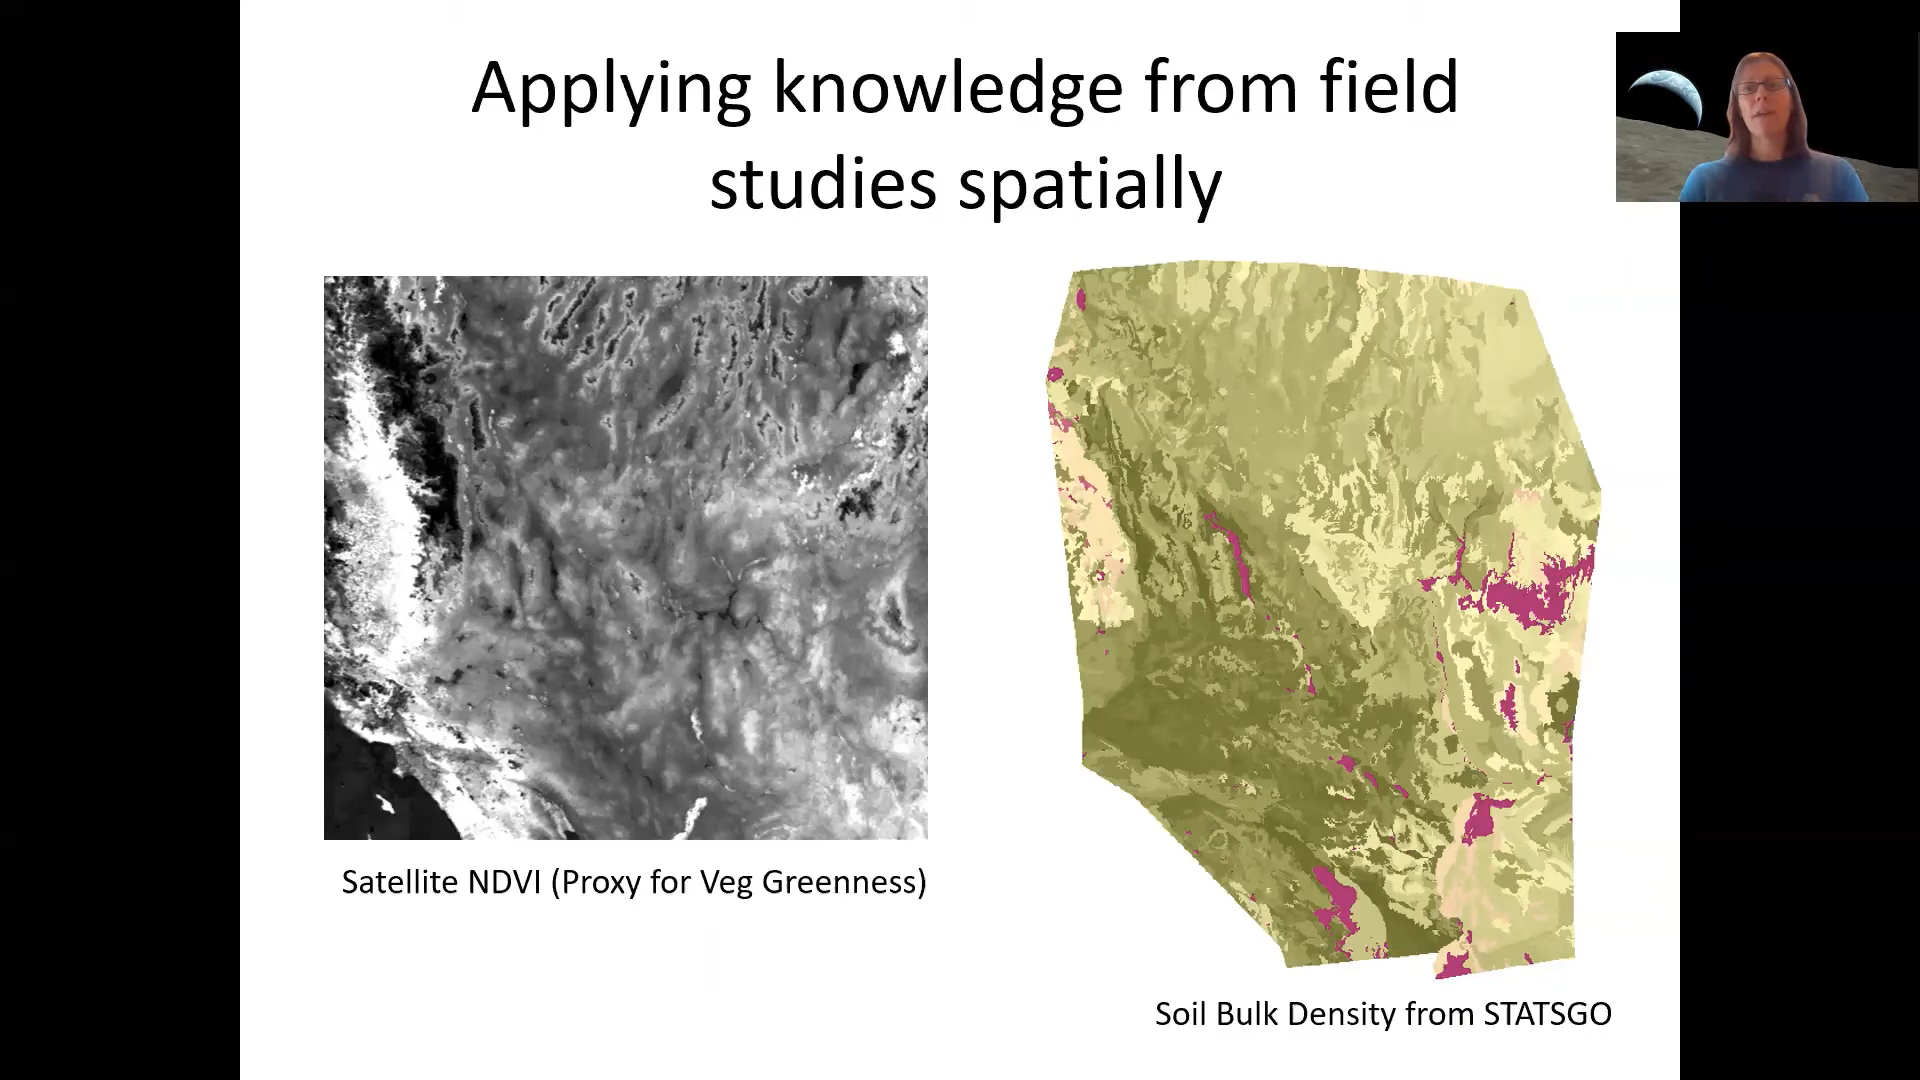 Applying knowledge from field
studies spatially
Satellite NDVI (Proxy for Veg Greenness)
Soil Bulk Density from STATSGO